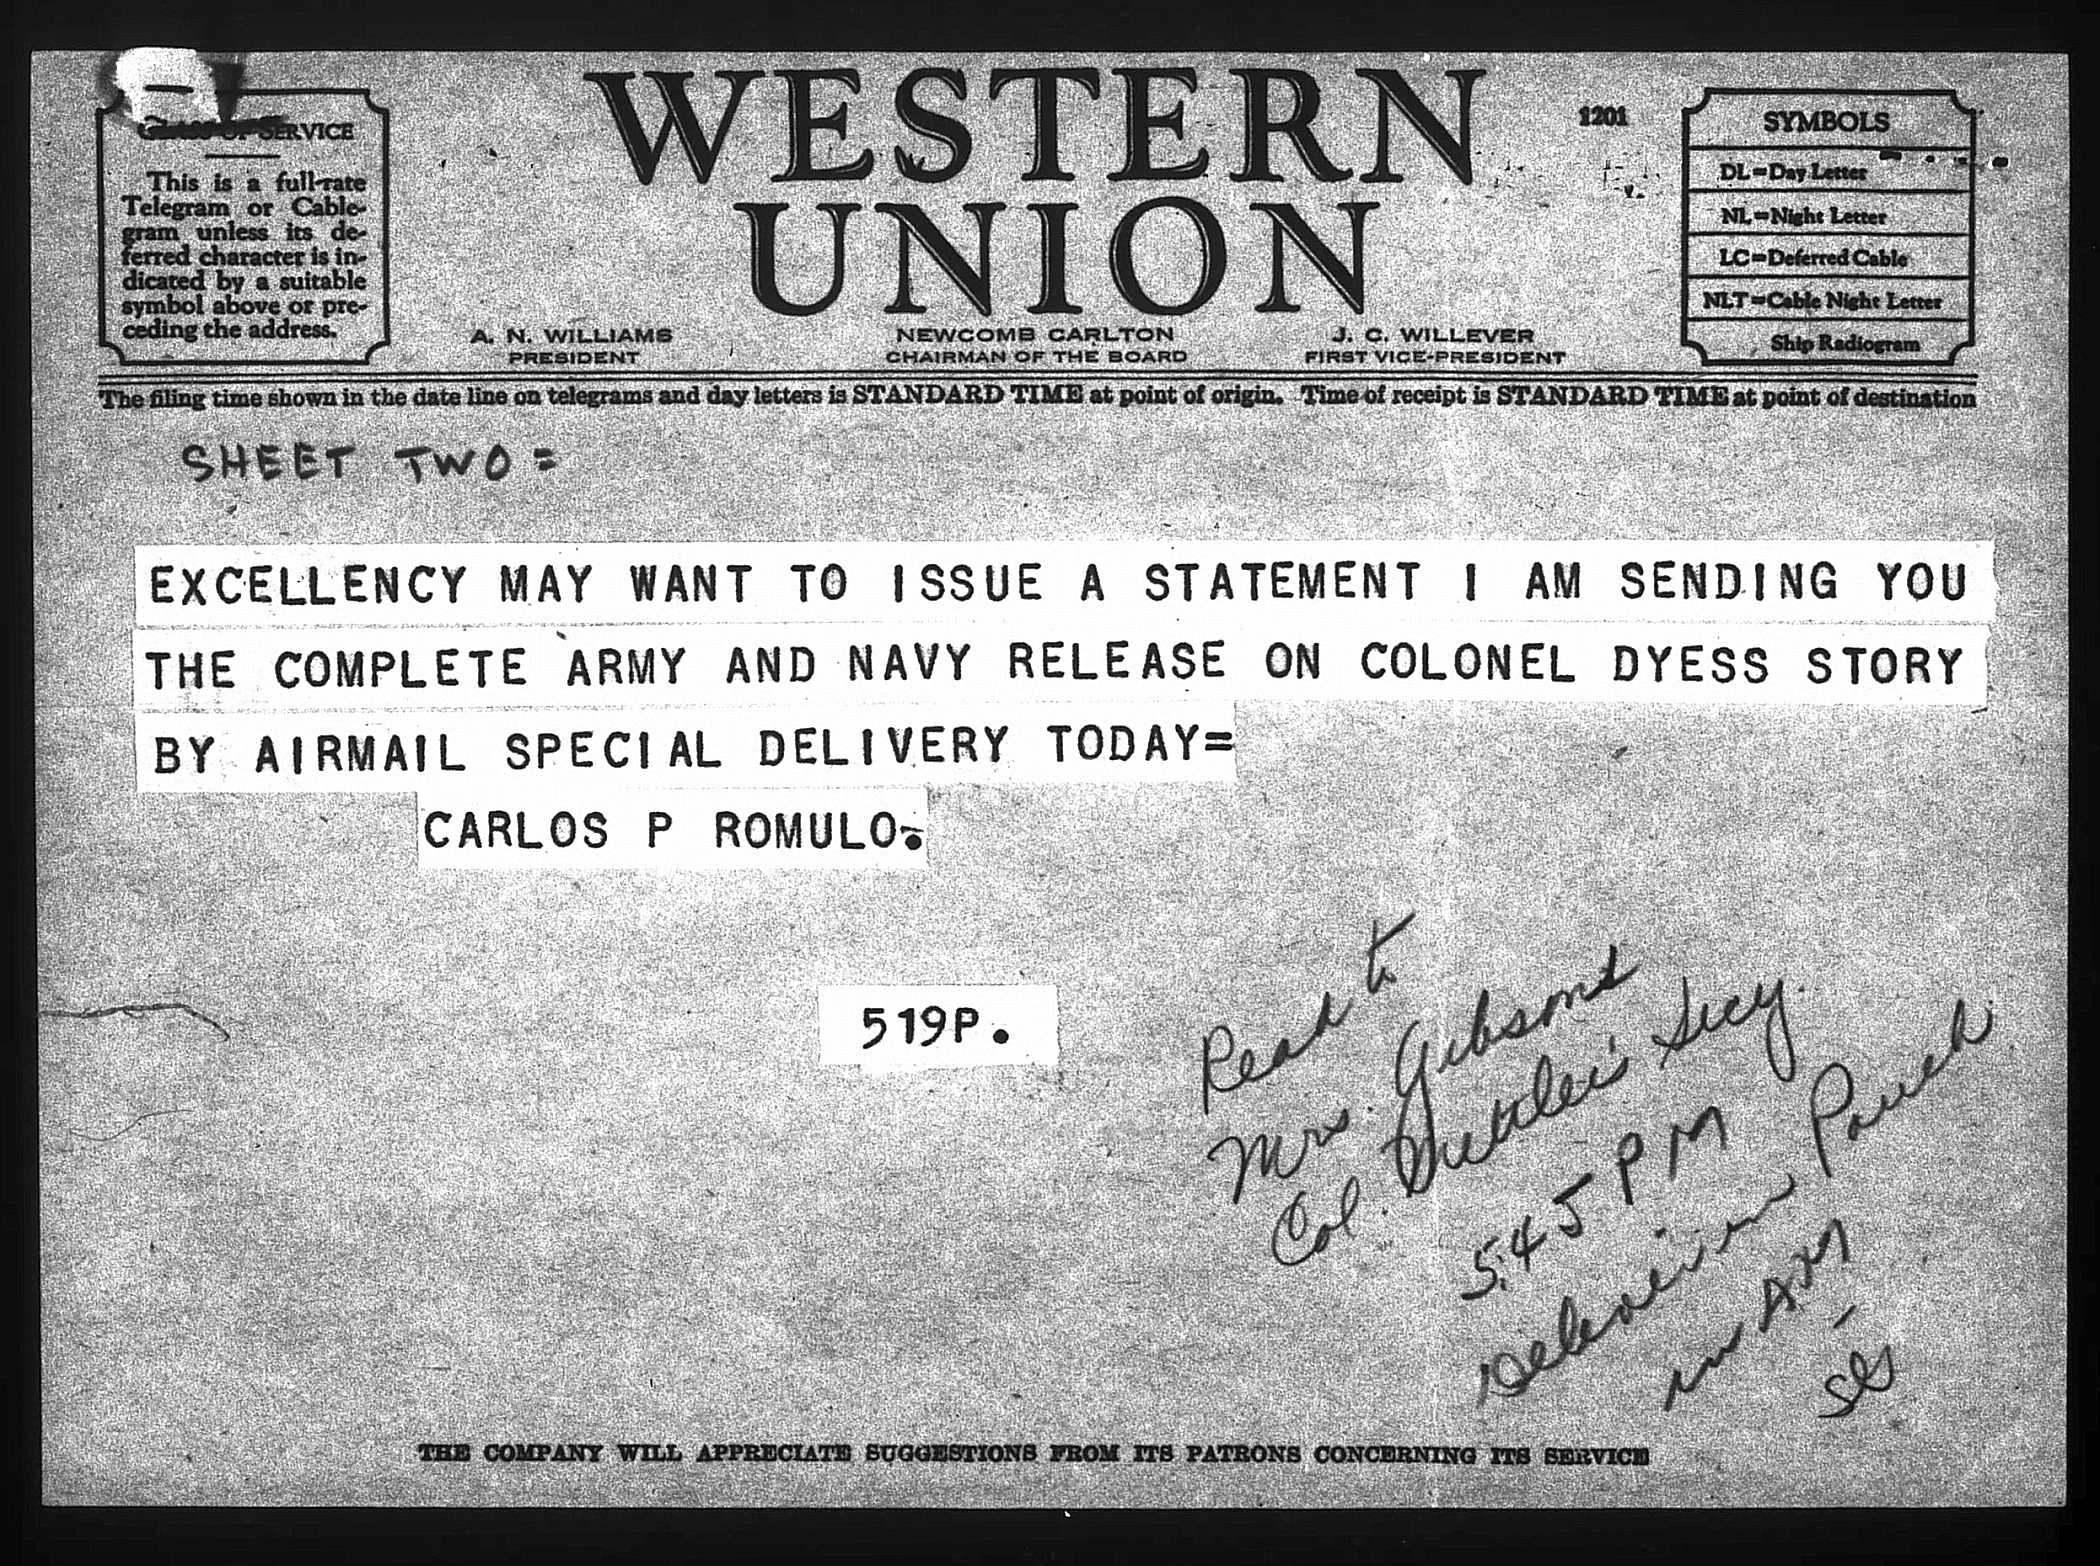 WESTERN
UNION
1201
CLASS OF SERVICE
This is a full-rate
Telegram or Cable-
gram unless its de-
ferred character is in-
dicated by a suitable
symbol above or pre-
ceding the address.
SYMBOLS
DL=Day Letter
NL=Night Letter
LC=Deferred Cable
NLT=Cable Night Letter
Ship Radiogram
A. N. WILLIAMS
PRESIDENT
NEWCOMB CARLTON
CHAIRMAN OF THE BOARD
J. C. WILLEVER
FIRST VICE-PRESIDENT
The filing time shown in the date line on telegrams and day letters is STANDARD TIME at point of origin. Time of receipt is STANDARD TIME at point of destination
SHEET TWO=
EXCELLENCY MAY WANT TO ISSUE A STATEMENT I AM SENDING YOU
THE COMPLETE ARMY AND NAVY RELEASE ON COLONEL DYESS STORY
BY AIRMAIL SPECIAL DELIVERY TODAY=
CARLOS P ROMULO.
519P.
Read to
Mrs. Gibson
Col. Secy.
5:45 PM
Pouch
in AM
THE COMPANY WILL APPRECIATE SUGGESTIONS FROM ITS PATRONS CONCERNING ITS SERVICE